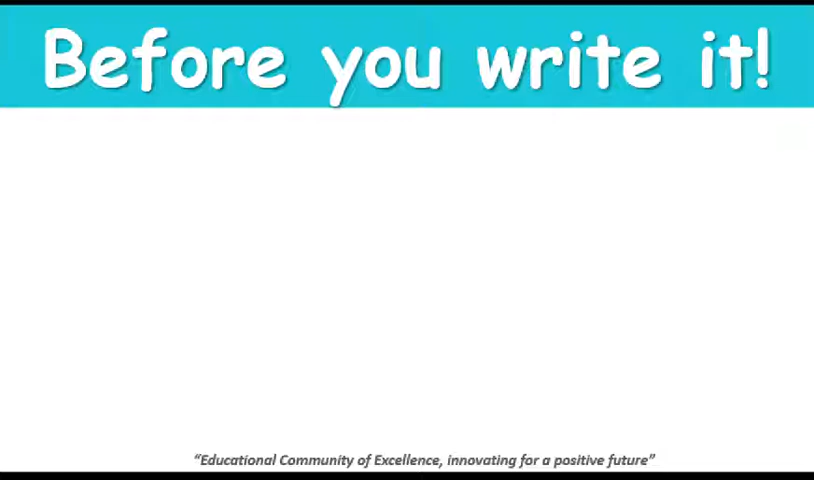 Before you write it!
“Educational Community of Excellence, innovating for a positive future”